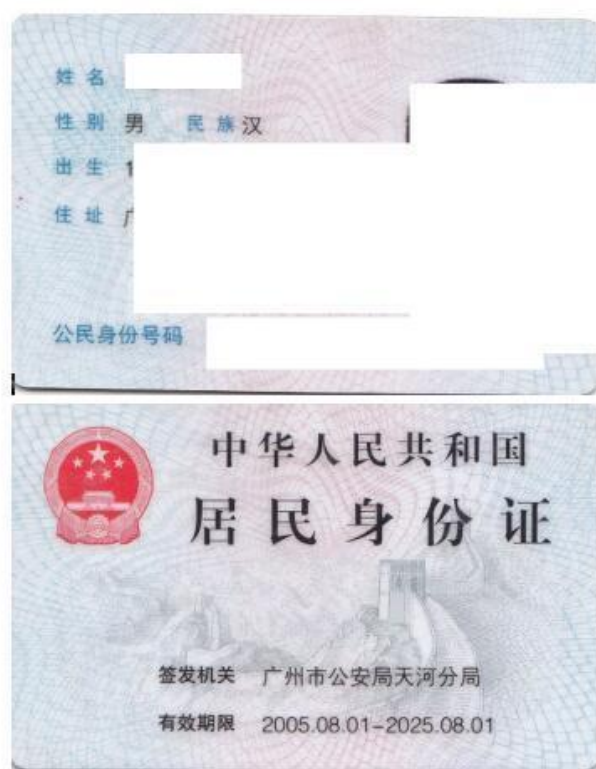 姓名
性别 男 民族 汉
出生 1
住址 广
公民身份号码
中华人民共和国
居民身份证
签发机关 广州市公安局天河分局
有效期限 2005.08.01-2025.08.01